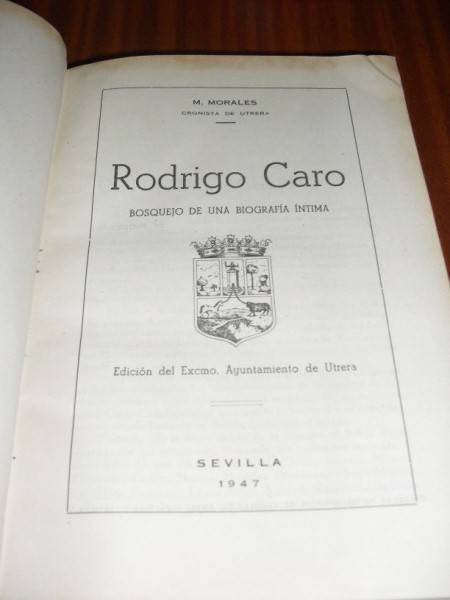 M. MORALES
CRONISTA DE UTRERA
Rodrigo Caro
BOSQUEJO DE UNA BIOGRAFÍA ÍNTIMA
Edición del Excmo. Ayuntamiento de Utrera
SEVILLA
1947